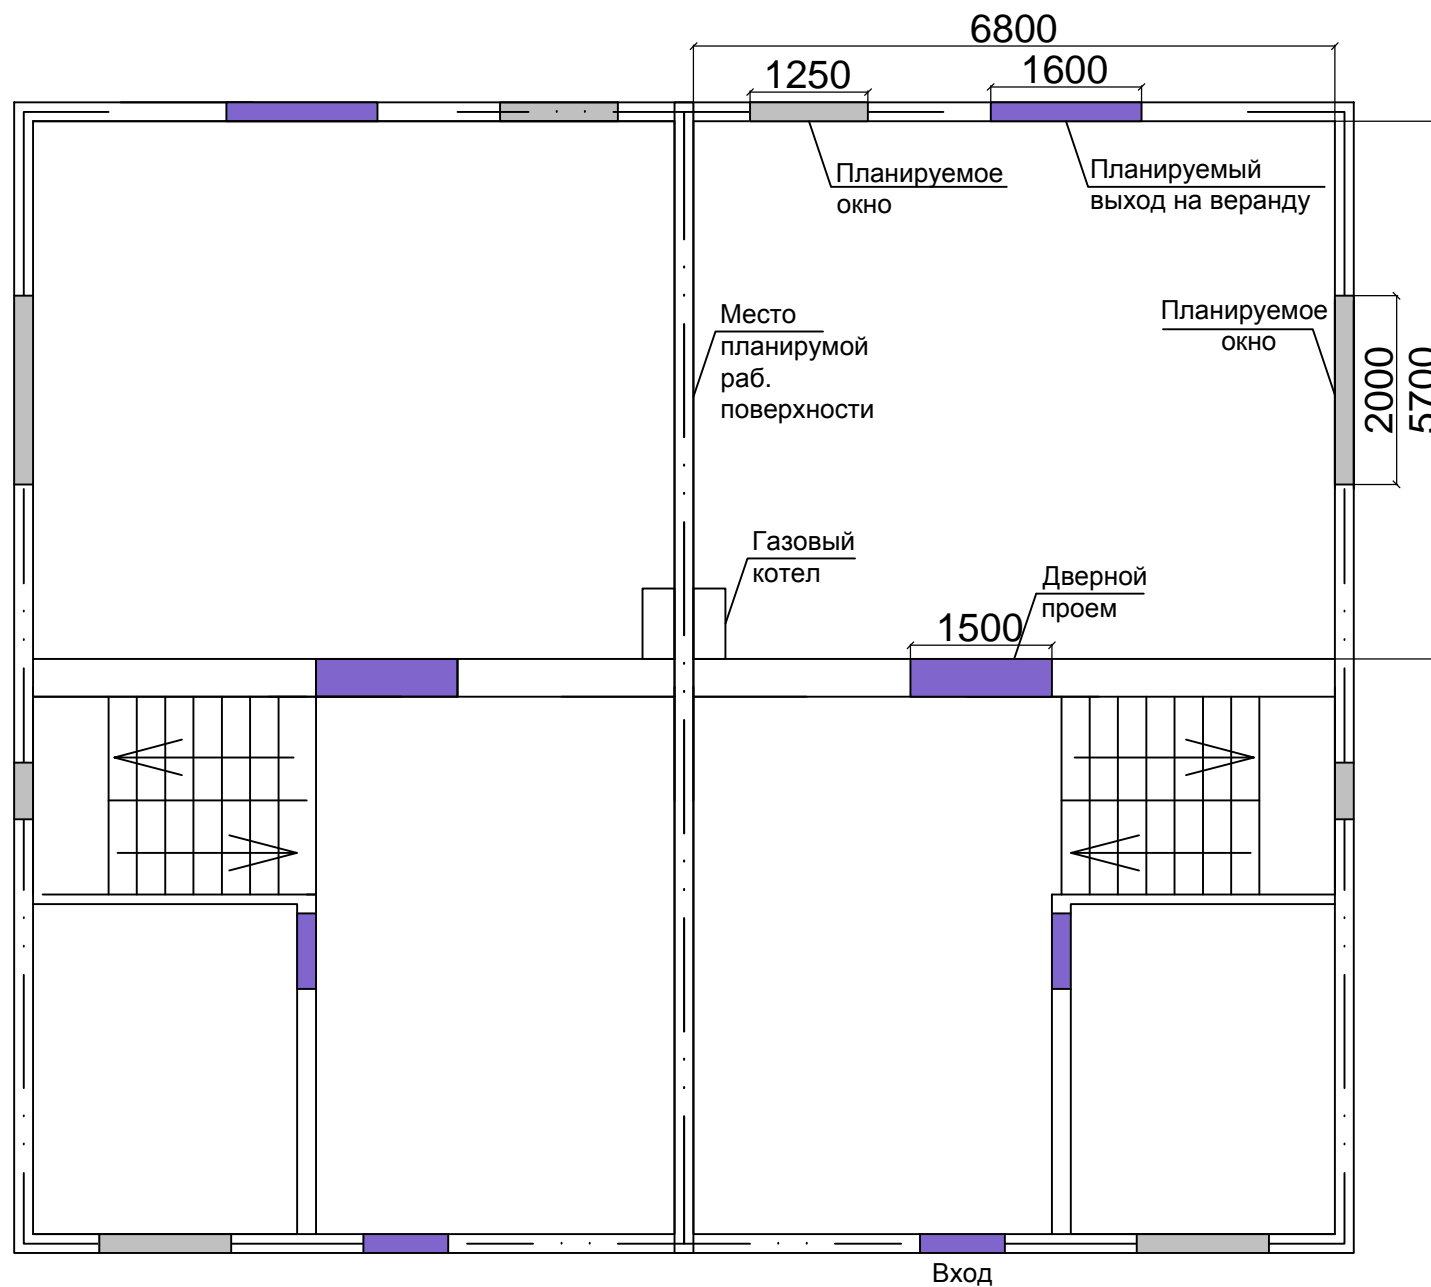 6800
1250
1600
Планируемое
окно
Планируемый
выход на веранду
Место
планирумой
раб.
поверхности
Планируемое
окно
2000
5700
Газовый
котел
Дверной
проем
1500
Вход